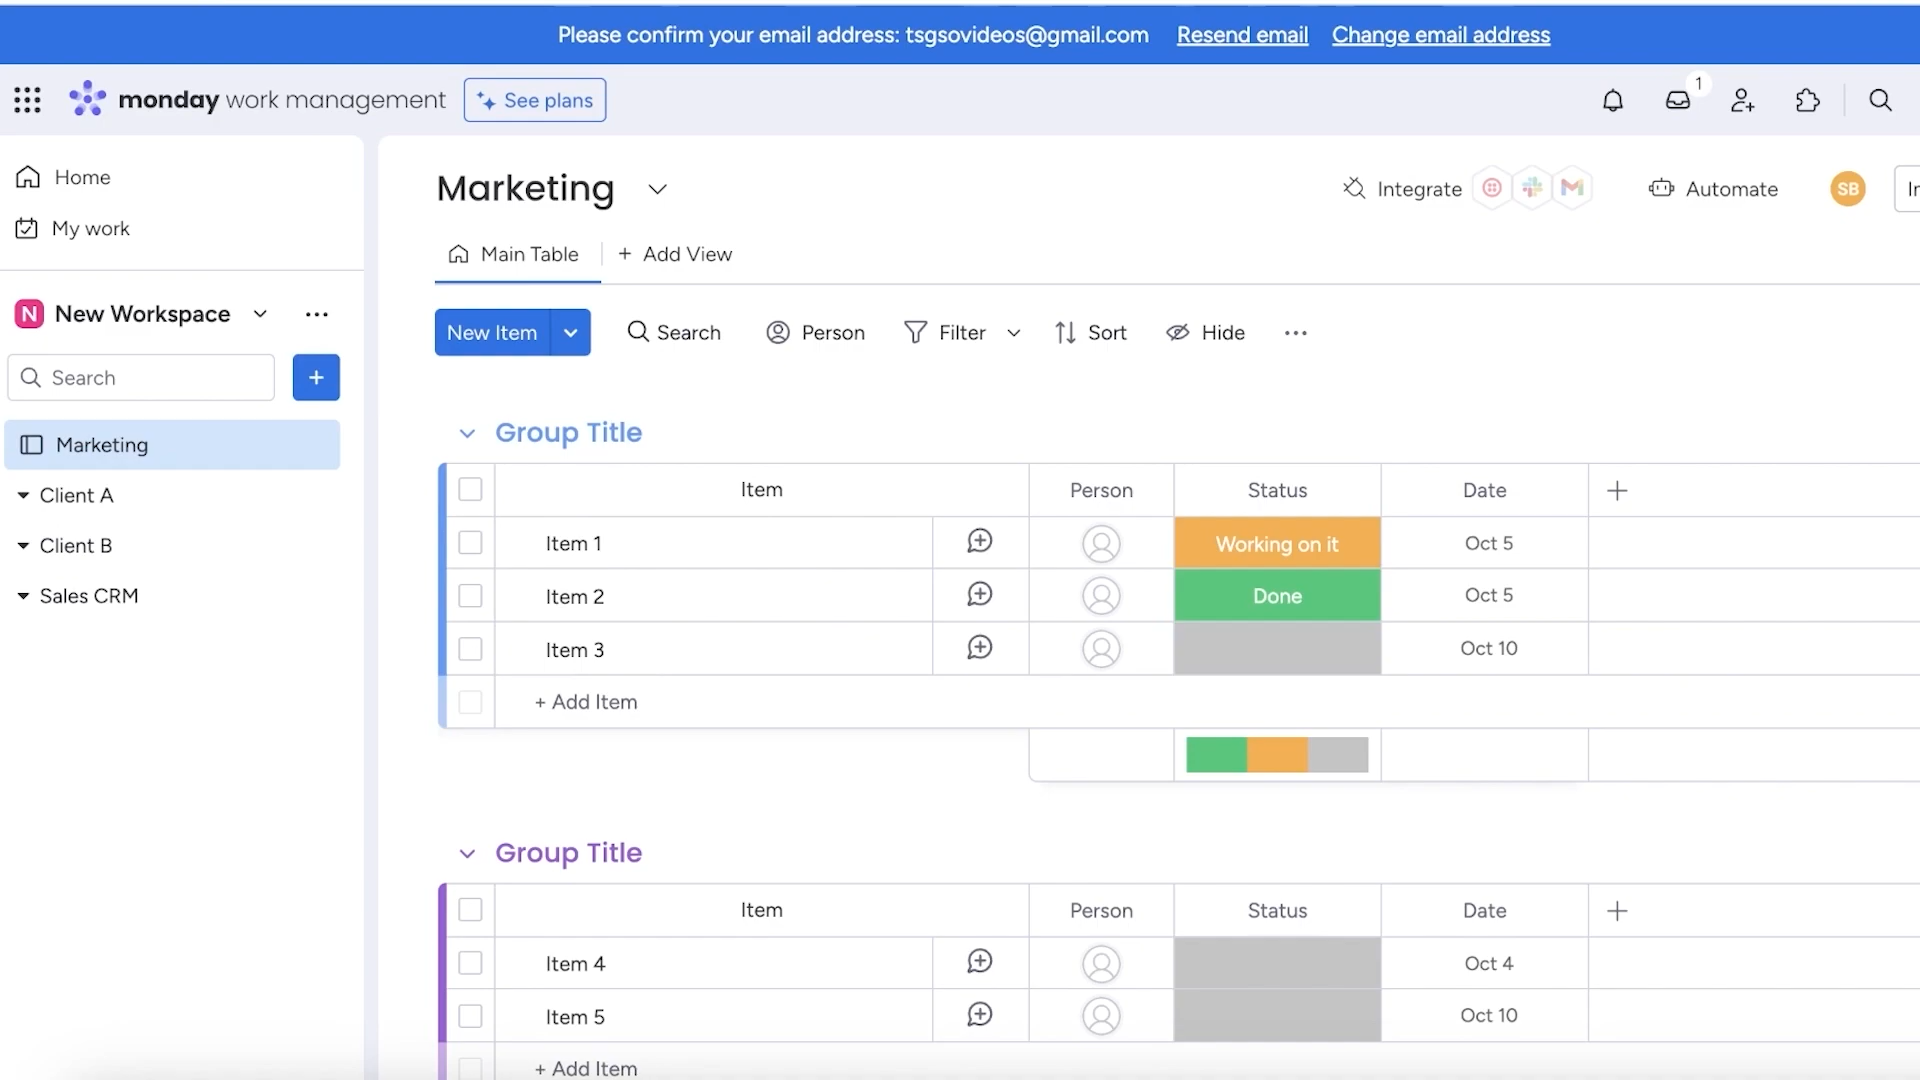 Please confirm your email address: tsgsovideos@gmail.com Resend email Change email address
monday work management See plans 1
Home
My work
Marketing
Integrate Automate SB
Main Table + Add View
N New Workspace
New Item Search Person Filter Sort Hide
Search +
Marketing
Client A
Client B
Sales CRM
Group Title
Item Person Status Date +
Item 1 Working on it Oct 5
Item 2 Done Oct 5
Item 3 Oct 10
+ Add Item
Group Title
Item Person Status Date +
Item 4 Oct 4
Item 5 Oct 10
+ Add Item